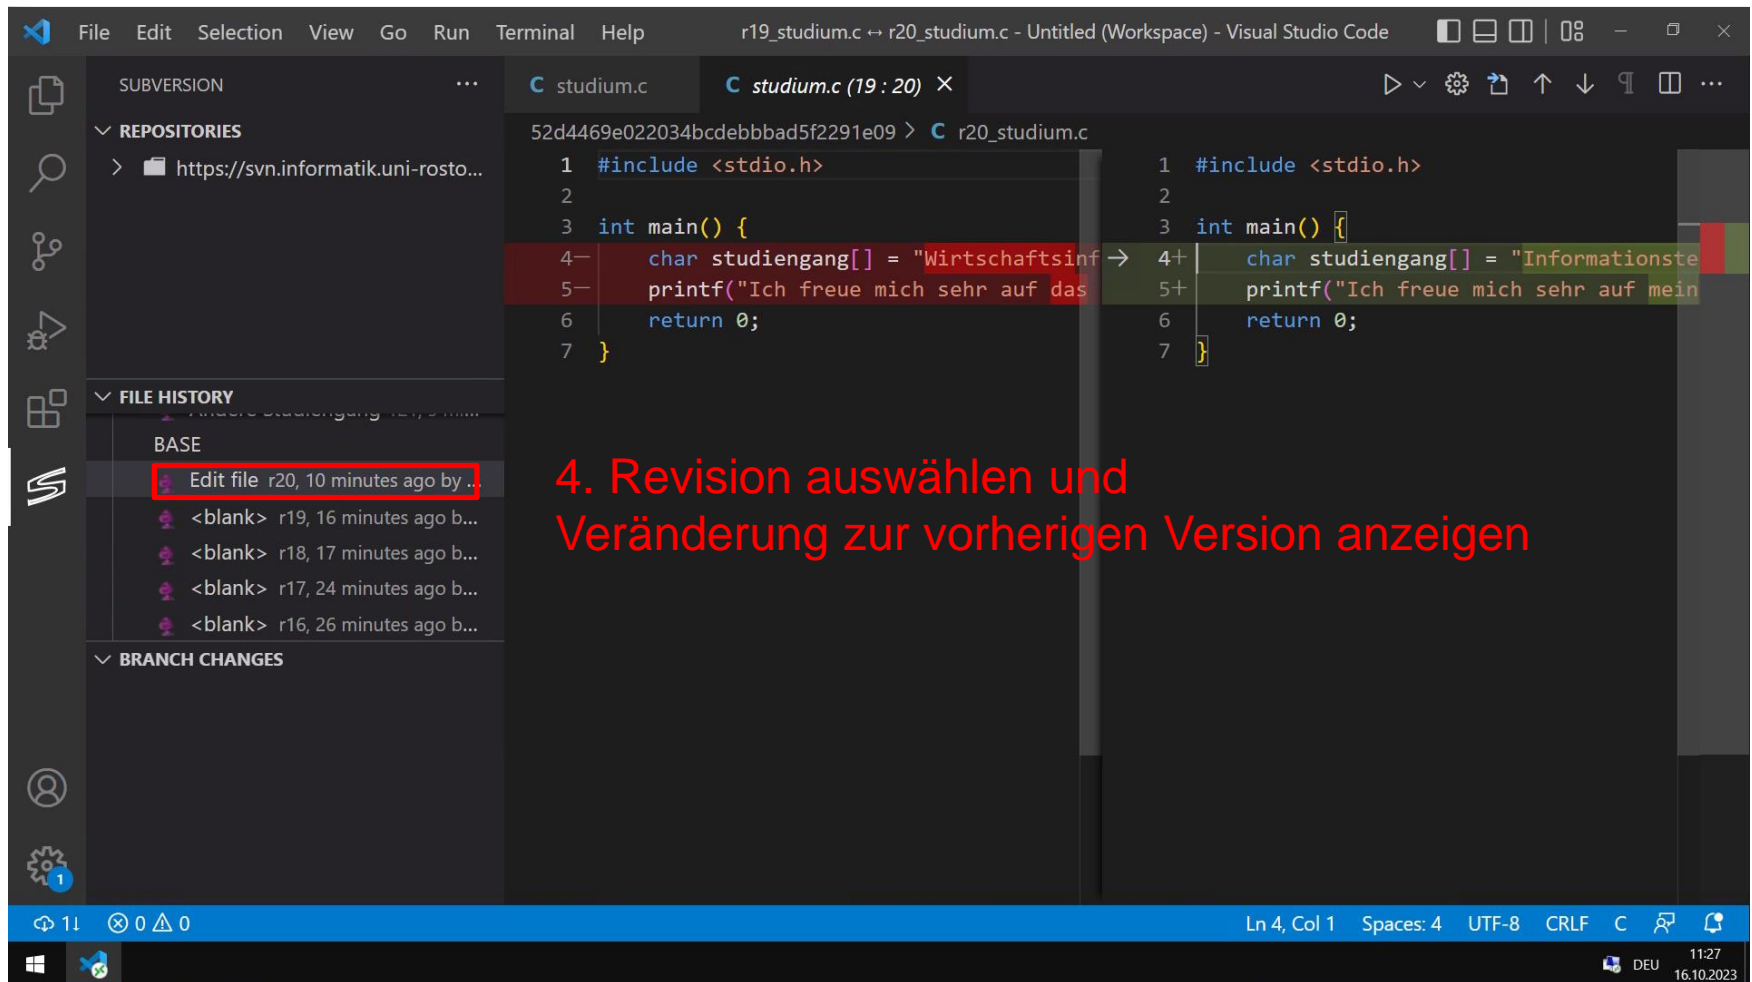 File Edit Selection View Go Run Terminal Help r19_studium.c ↔ r20_studium.c - Untitled (Workspace) - Visual Studio Code
SUBVERSION ...
C studium.c C studium.c (19 : 20)
REPOSITORIES
https://svn.informatik.uni-rosto...
52d4469e022034bcdebbbad5f2291e09 > C r20_studium.c
1 #include <stdio.h>
2
3 int main() {
4− char studiengang[] = "Wirtschaftsinf
5− printf("Ich freue mich sehr auf das
6 return 0;
7 }
1 #include <stdio.h>
2
3 int main() {
4+ char studiengang[] = "Informationste
5+ printf("Ich freue mich sehr auf mein
6 return 0;
7 }
FILE HISTORY
BASE
Edit file r20, 10 minutes ago by ...
<blank> r19, 16 minutes ago b...
<blank> r18, 17 minutes ago b...
<blank> r17, 24 minutes ago b...
<blank> r16, 26 minutes ago b...
4. Revision auswählen und
Veränderung zur vorherigen Version anzeigen
BRANCH CHANGES
1
1↓ 0 0
Ln 4, Col 1 Spaces: 4 UTF-8 CRLF C
DEU 11:27
16.10.2023